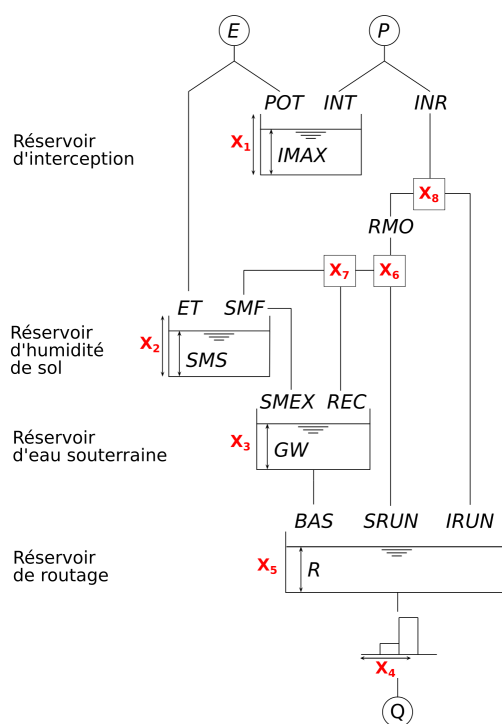 E
P
POT
INT
INR
Réservoir
d'interception
X1
IMAX
X8
RMO
X7
X6
ET
SMF
Réservoir
d'humidité
de sol
X2
SMS
SMEX
REC
Réservoir
d'eau souterraine
X3
GW
BAS
SRUN
IRUN
Réservoir
de routage
X5
R
X4
Q